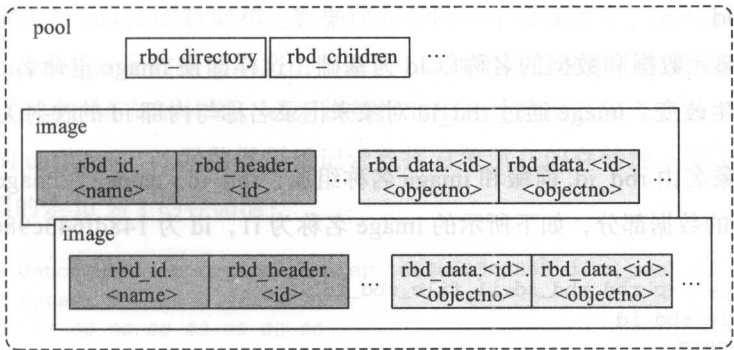 pool
rbd_directory rbd_children …
image
rbd_id. rbd_header. … rbd_data.<id>. rbd_data.<id>. …
<name> <id> <objectno> <objectno>
image
rbd_id. rbd_header. … rbd_data.<id>. rbd_data.<id>. …
<name> <id> <objectno> <objectno>